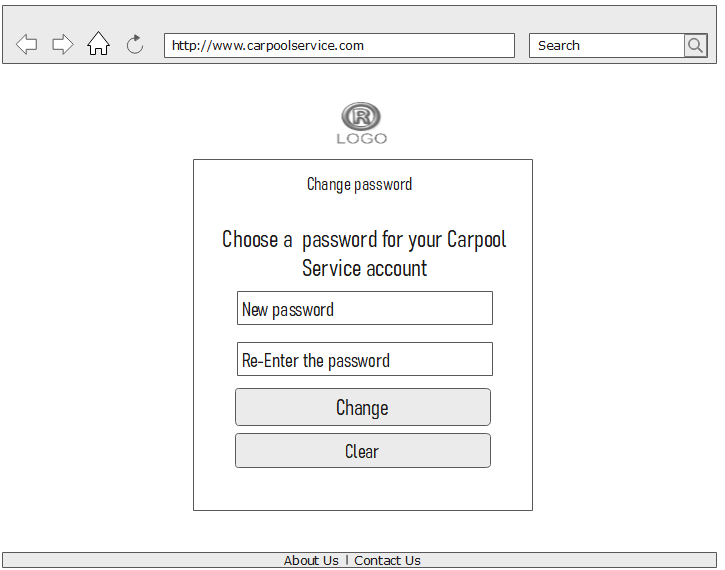 http://www.carpoolservice.com
Search
R
LOGO
Change password
Choose a  password for your Carpool
Service account
New password
Re-Enter the password
Change
Clear
About Us | Contact Us